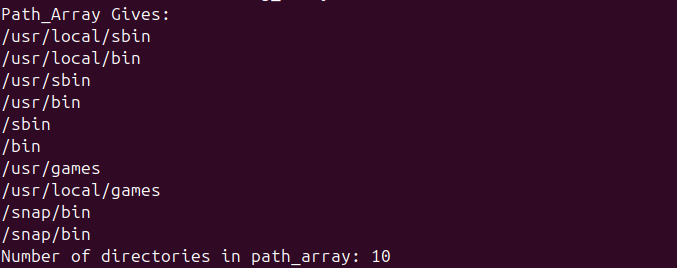 Path_Array Gives:
/usr/local/sbin
/usr/local/bin
/usr/sbin
/usr/bin
/sbin
/bin
/usr/games
/usr/local/games
/snap/bin
/snap/bin
Number of directories in path_array: 10